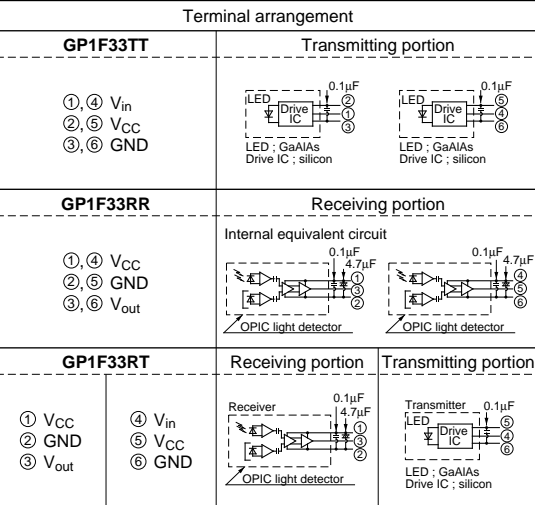 Terminal arrangement
GP1F33TT
Transmitting portion
①,④ Vin
②,⑤ VCC
③,⑥ GND
0.1µF
LED
Drive
IC
②
①
③
LED ; GaAlAs
Drive IC ; silicon
0.1µF
LED
Drive
IC
⑤
④
⑥
LED ; GaAlAs
Drive IC ; silicon
GP1F33RR
Receiving portion
①,④ VCC
②,⑤ GND
③,⑥ Vout
Internal equivalent circuit
0.1µF
4.7µF
①
③
②
OPIC light detector
0.1µF
4.7µF
④
⑤
⑥
OPIC light detector
GP1F33RT
Receiving portion
Transmitting portion
① VCC
② GND
③ Vout
④ Vin
⑤ VCC
⑥ GND
Receiver
0.1µF
4.7µF
①
③
②
OPIC light detector
Transmitter
0.1µF
LED
Drive
IC
⑤
④
⑥
LED ; GaAlAs
Drive IC ; silicon